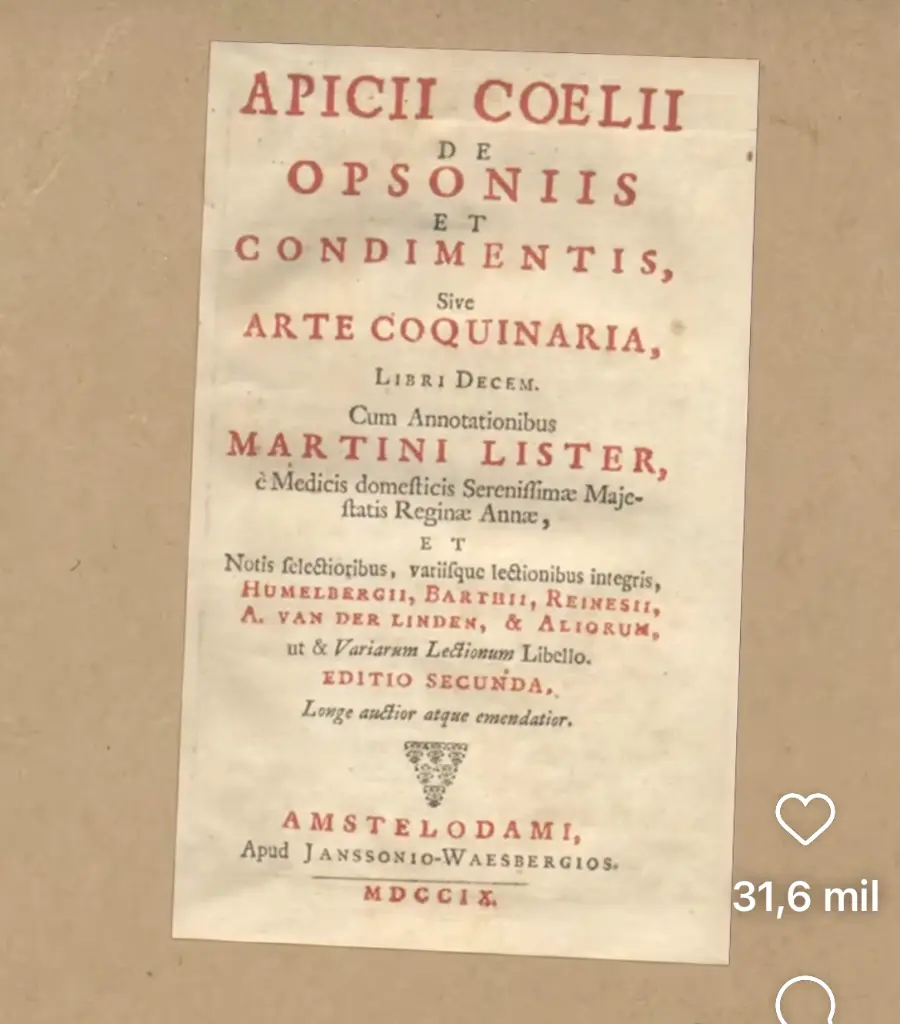 APICII COELII
DE
OPSONIIS
ET
CONDIMENTIS,
Sive
ARTE COQUINARIA,
LIBRI DECEM.
Cum Annotationibus
MARTINI LISTER,
è Medicis domeſticis Sereniſſimæ Maje-
ſtatis Reginæ Annæ,
ET
Notis ſelectioribus, variiſque lectionibus integris,
HUMELBERGII, BARTHII, REINESII,
A. VAN DER LINDEN, & ALIORUM,
ut & Variarum Lectionum Libello.
EDITIO SECUNDA,
Longe auctior atque emendatior.
AMSTELODAMI,
Apud JANSSONIO-WAESBERGIOS.
MDCCIX.
31,6 mil